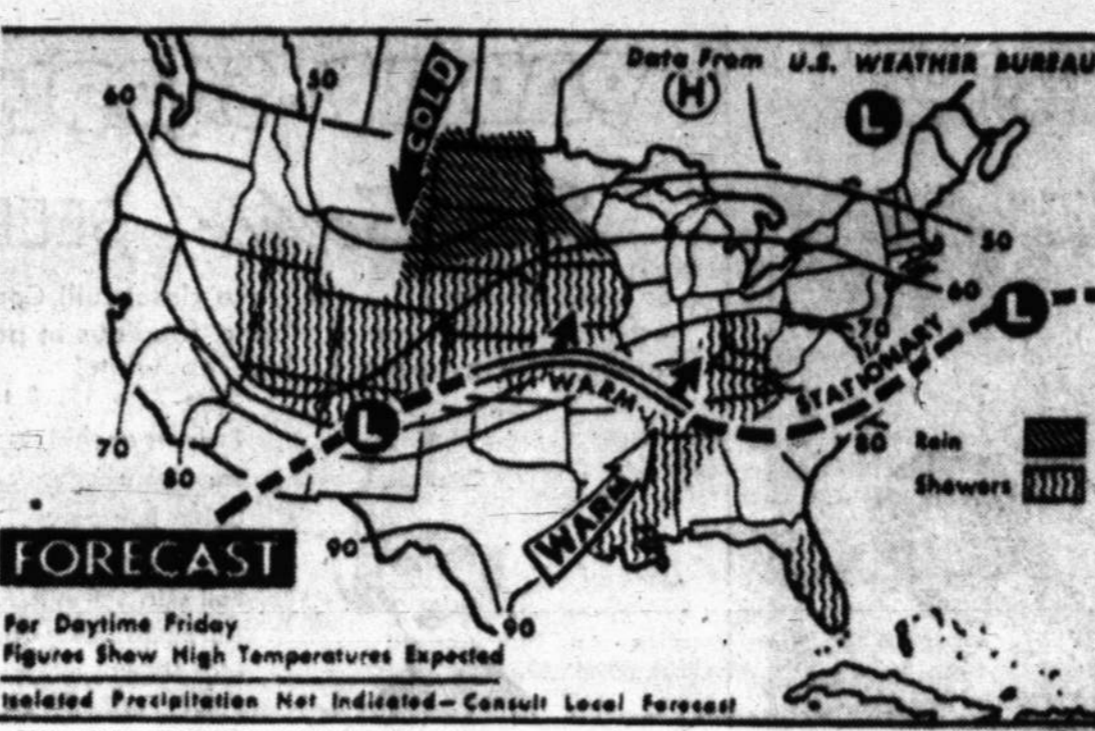 Data From U.S. WEATHER BUREAU
H
L
60
50
COLD
50
60
L
70
STATIONARY
WARM
L
70
80
80
Rain
Showers
WARM
90
90
FORECAST
For Daytime Friday
Figures Show High Temperatures Expected
Isolated Precipitation Not Indicated—Consult Local Forecast